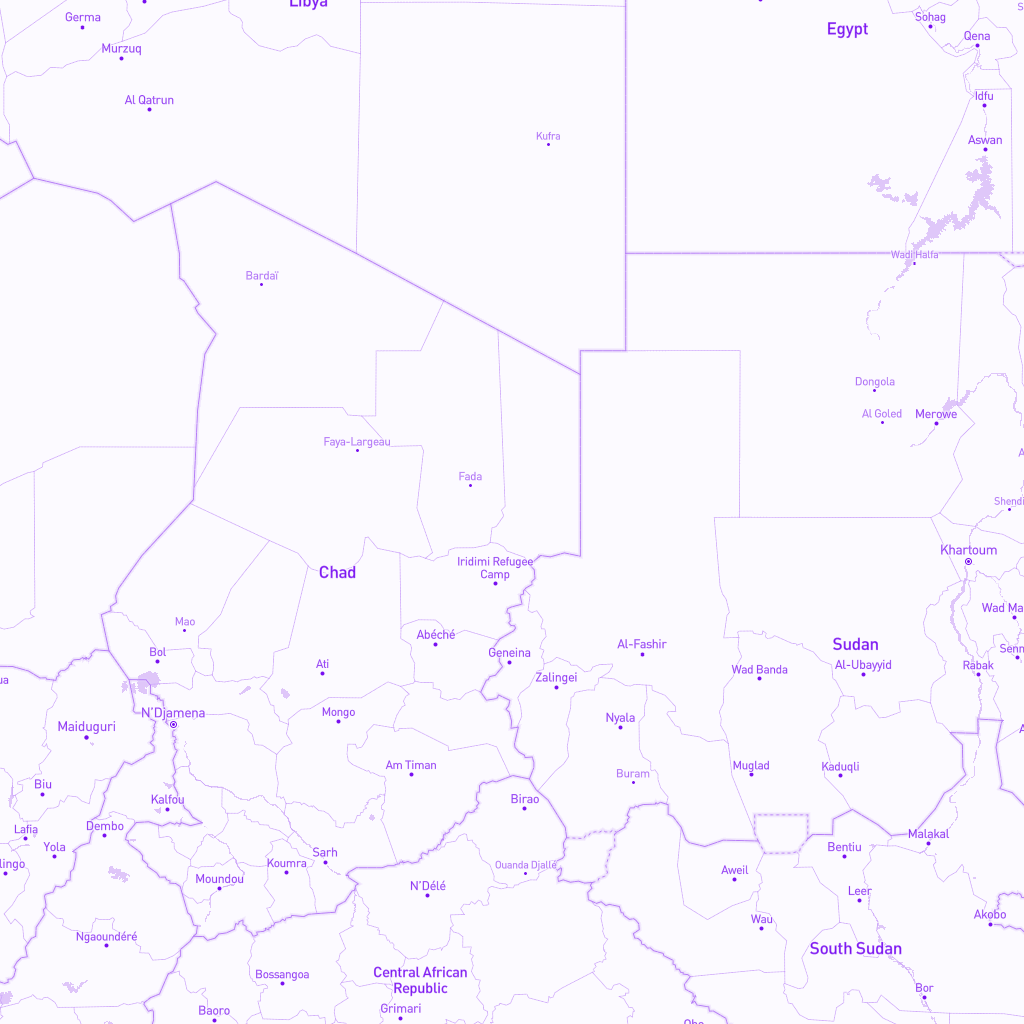 Libya
Germa
Sohag
Egypt
Qena
Murzuq
Al Qatrun
Idfu
Kufra
Aswan
Wadi Halfa
Bardaï
Dongola
Al Goled
Merowe
Faya-Largeau
Fada
Shendi
Khartoum
Iridimi Refugee
Camp
Chad
Wad Ma
Mao
Abéché
Al-Fashir
Sudan
Bol
Geneina
Senn
Ati
Zalingei
Wad Banda
Al-Ubayyid
Rabak
ua
N'Djamena
Mongo
Nyala
Maiduguri
Am Timan
Buram
Muglad
Kaduqli
Biu
Kalfou
Birao
Lafia
Dembo
Malakal
Yola
Sarh
Bentiu
lingo
Koumra
Ouanda Djallé
Moundou
N'Délé
Aweil
Leer
Akobo
Wau
Ngaoundéré
South Sudan
Bossangoa
Central African
Republic
Bor
Baoro
Grimari
Obo